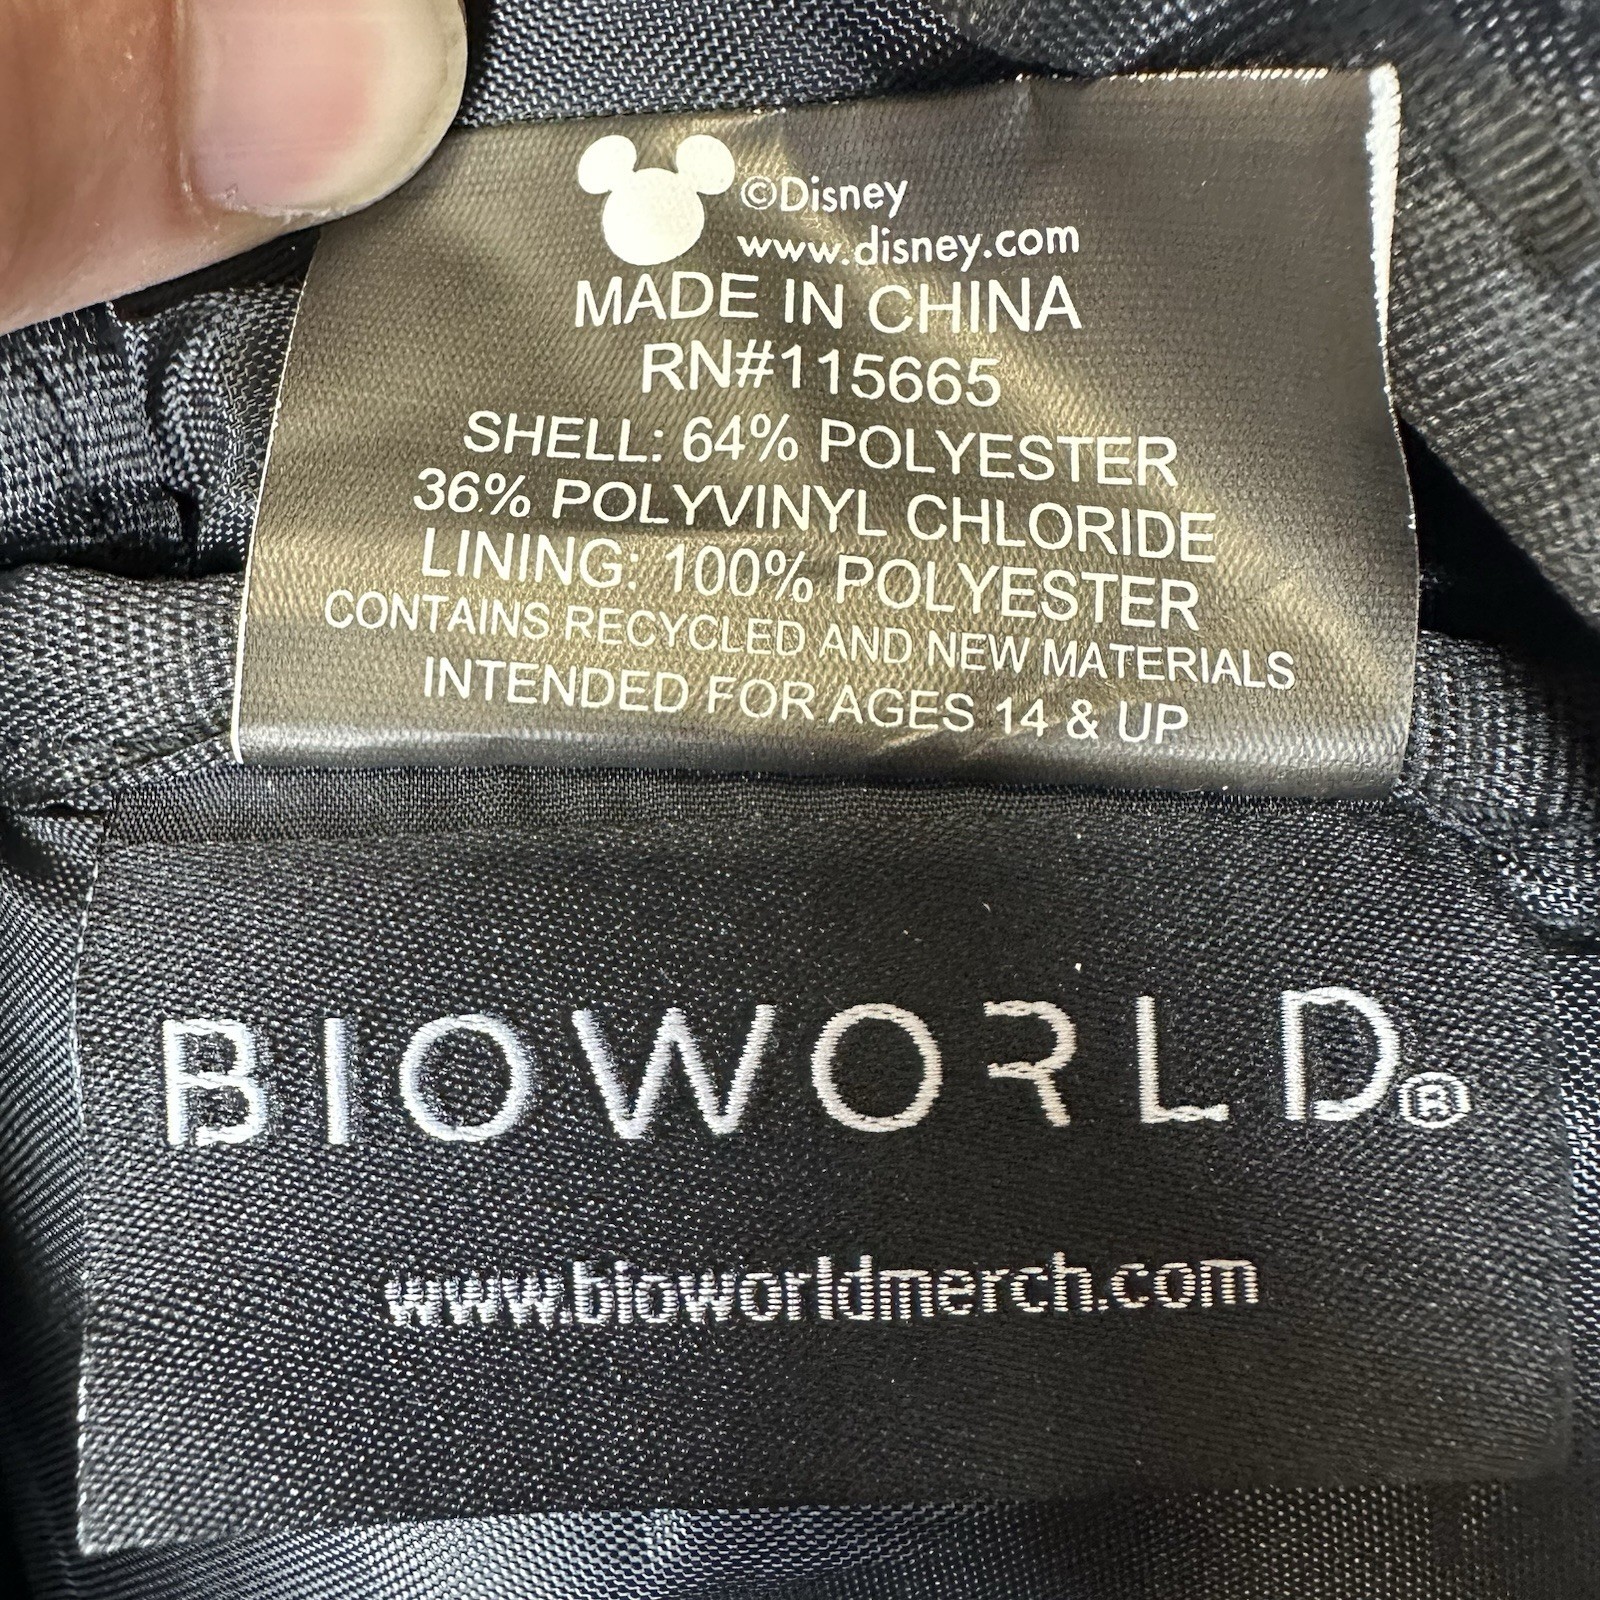 ©Disney
www.disney.com
MADE IN CHINA
RN#115665
SHELL: 64% POLYESTER
36% POLYVINYL CHLORIDE
LINING: 100% POLYESTER
CONTAINS RECYCLED AND NEW MATERIALS
INTENDED FOR AGES 14 & UP
BIOWORLD®
www.bioworldmerch.com